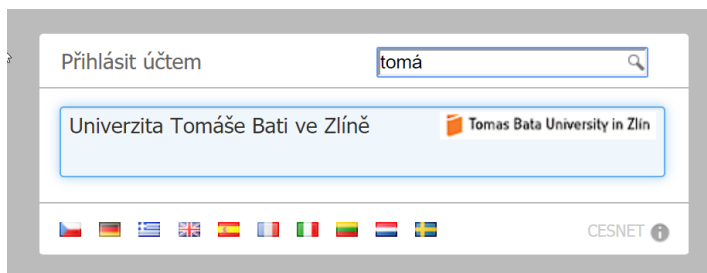 Přihlásit účtem
tomá
Univerzita Tomáše Bati ve Zlíně
Tomas Bata University in Zlín
CESNET